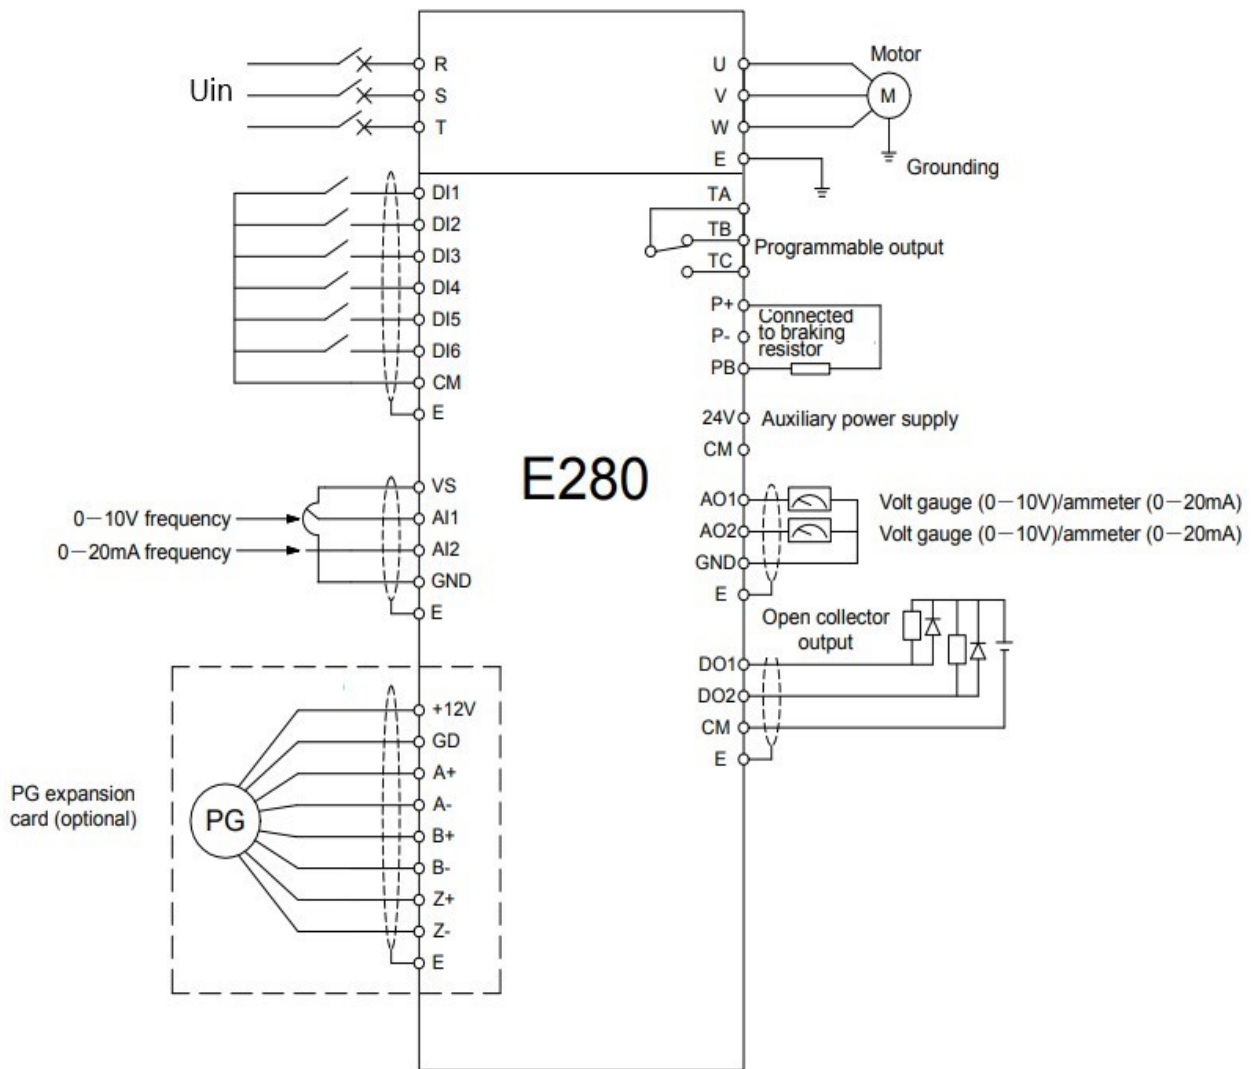 Uin
R
S
T
DI1
DI2
DI3
DI4
DI5
DI6
CM
E
VS
0－10V frequency
AI1
0－20mA frequency
AI2
GND
E
PG expansion
card (optional)
PG
+12V
GD
A+
A-
B+
B-
Z+
Z-
E
E280
U
V
W
E
Motor
M
Grounding
TA
TB
TC
Programmable output
P+
P-
PB
Connected
to braking
resistor
24V
Auxiliary power supply
CM
AO1
Volt gauge (0－10V)/ammeter (0－20mA)
AO2
Volt gauge (0－10V)/ammeter (0－20mA)
GND
E
Open collector
output
DO1
DO2
CM
E